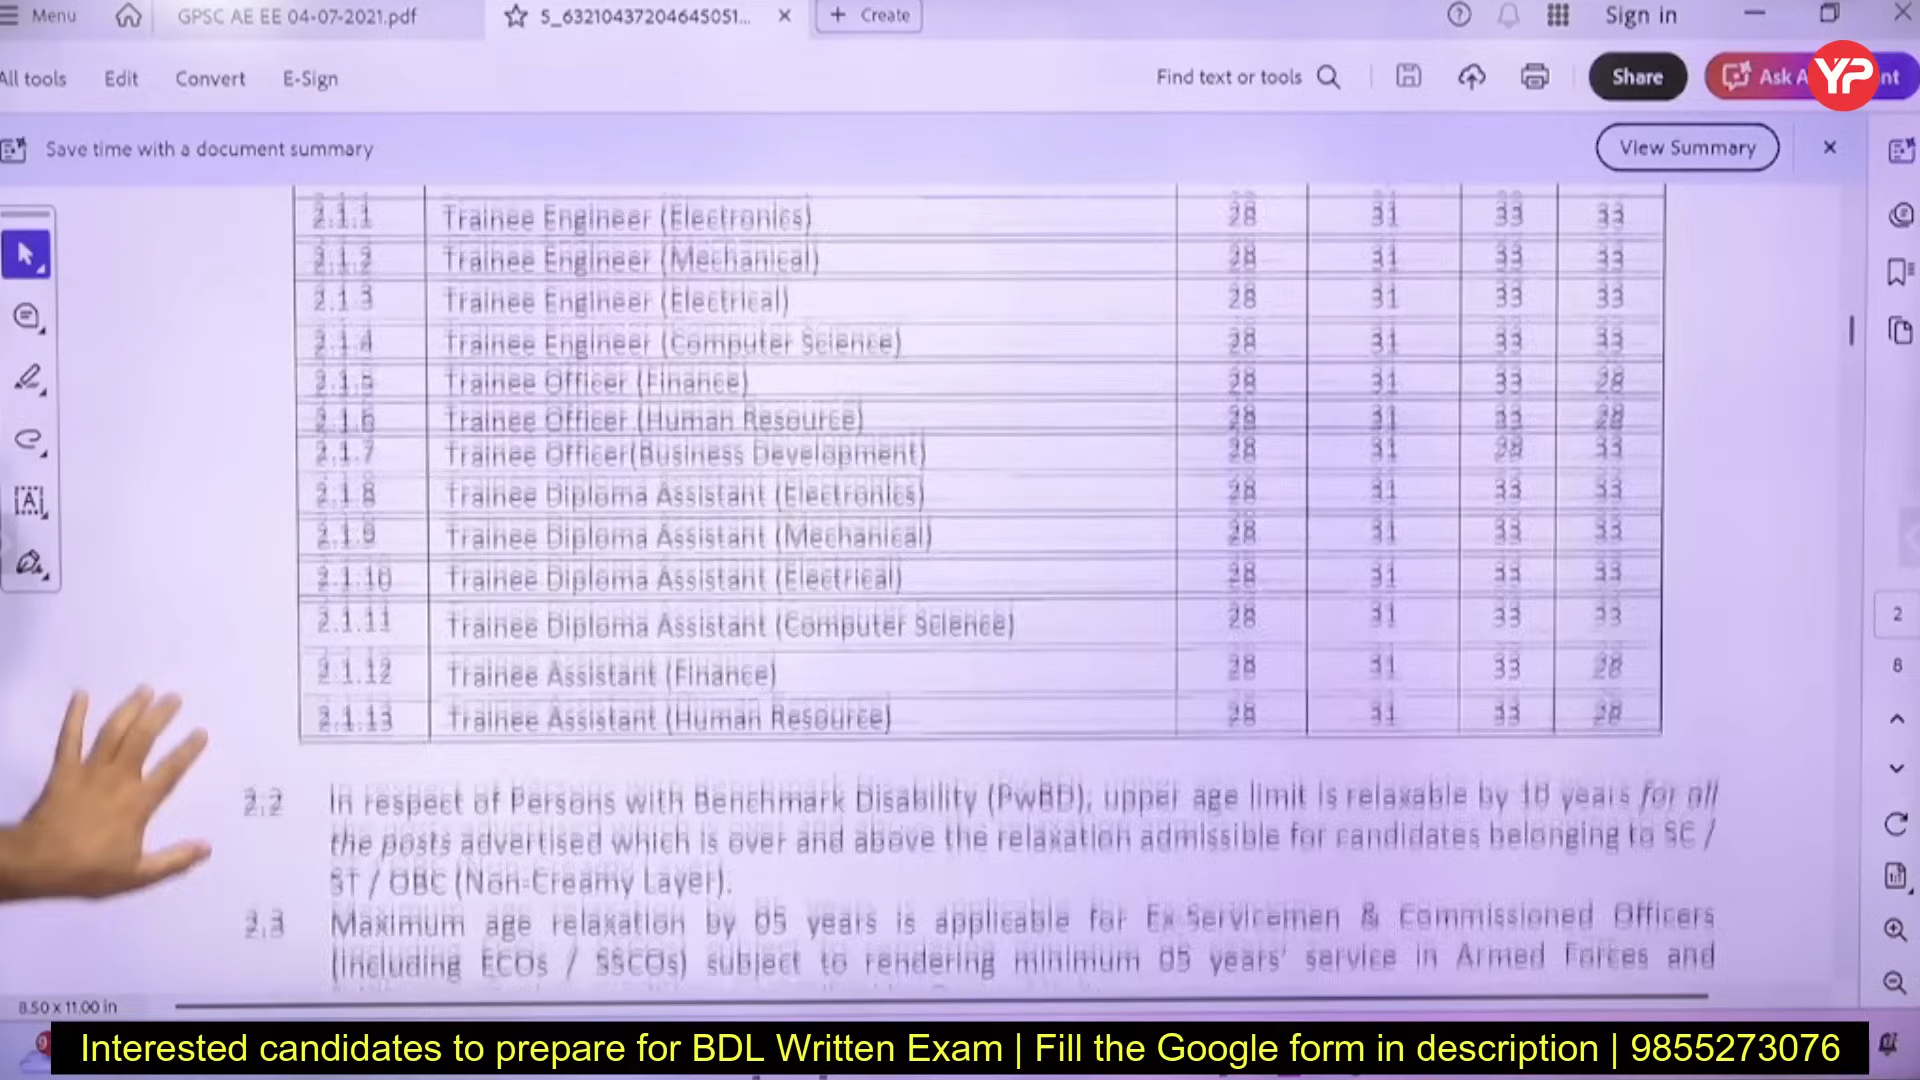 Menu GPSC AE EE 04-07-2021.pdf 5_63210437204645051... + Create Sign in
All tools Edit Convert E-Sign Find text or tools Share Ask A nt YP
Save time with a document summary View Summary
2.1.1 Trainee Engineer (Electronics) 28 31 33 33
2.1.2 Trainee Engineer (Mechanical) 28 31 33 33
2.1.3 Trainee Engineer (Electrical) 28 31 33 33
2.1.4 Trainee Engineer (Computer Science) 28 31 33 33
2.1.5 Trainee Officer (Finance) 28 31 33 28
2.1.6 Trainee Officer (Human Resource) 28 31 33 28
2.1.7 Trainee Officer(Business Development) 28 31 28 33
2.1.8 Trainee Diploma Assistant (Electronics) 28 31 33 33
2.1.9 Trainee Diploma Assistant (Mechanical) 28 31 33 33
2.1.10 Trainee Diploma Assistant (Electrical) 28 31 33 33
2.1.11 Trainee Diploma Assistant (Computer Science) 28 31 33 33
2.1.12 Trainee Assistant (Finance) 28 31 33 28
2.1.13 Trainee Assistant (Human Resource) 28 31 33 28
2
8
2.2 In respect of Persons with Benchmark Disability (PwBD), upper age limit is relaxable by 10 years for all
the posts advertised which is over and above the relaxation admissible for candidates belonging to SC /
ST / OBC (Non-Creamy Layer).
2.3 Maximum age relaxation by 05 years is applicable for Ex-Servicemen & Commissioned Officers
(including ECOs / SSCOs) subject to rendering minimum 05 years' service in Armed Forces and
8.50 x 11.00 in
Interested candidates to prepare for BDL Written Exam | Fill the Google form in description | 9855273076